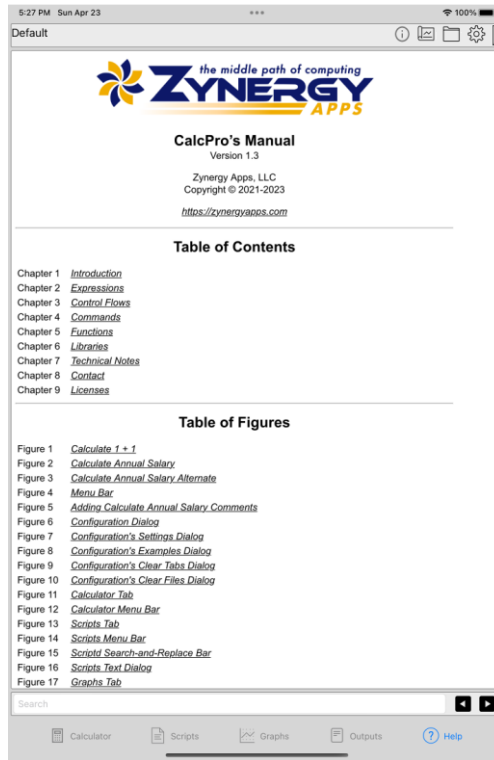 5:27 PM Sun Apr 23
100%
Default
the middle path of computing
ZYNERGY
APPS
CalcPro's Manual
Version 1.3
Zynergy Apps, LLC
Copyright © 2021-2023
https://zynergyapps.com
Table of Contents
Chapter 1 Introduction
Chapter 2 Expressions
Chapter 3 Control Flows
Chapter 4 Commands
Chapter 5 Functions
Chapter 6 Libraries
Chapter 7 Technical Notes
Chapter 8 Contact
Chapter 9 Licenses
Table of Figures
Figure 1 Calculate 1 + 1
Figure 2 Calculate Annual Salary
Figure 3 Calculate Annual Salary Alternate
Figure 4 Menu Bar
Figure 5 Adding Calculate Annual Salary Comments
Figure 6 Configuration Dialog
Figure 7 Configuration's Settings Dialog
Figure 8 Configuration's Examples Dialog
Figure 9 Configuration's Clear Tabs Dialog
Figure 10 Configuration's Clear Files Dialog
Figure 11 Calculator Tab
Figure 12 Calculator Menu Bar
Figure 13 Scripts Tab
Figure 14 Scripts Menu Bar
Figure 15 Scriptd Search-and-Replace Bar
Figure 16 Scripts Text Dialog
Figure 17 Graphs Tab
Search
Calculator Scripts Graphs Outputs Help